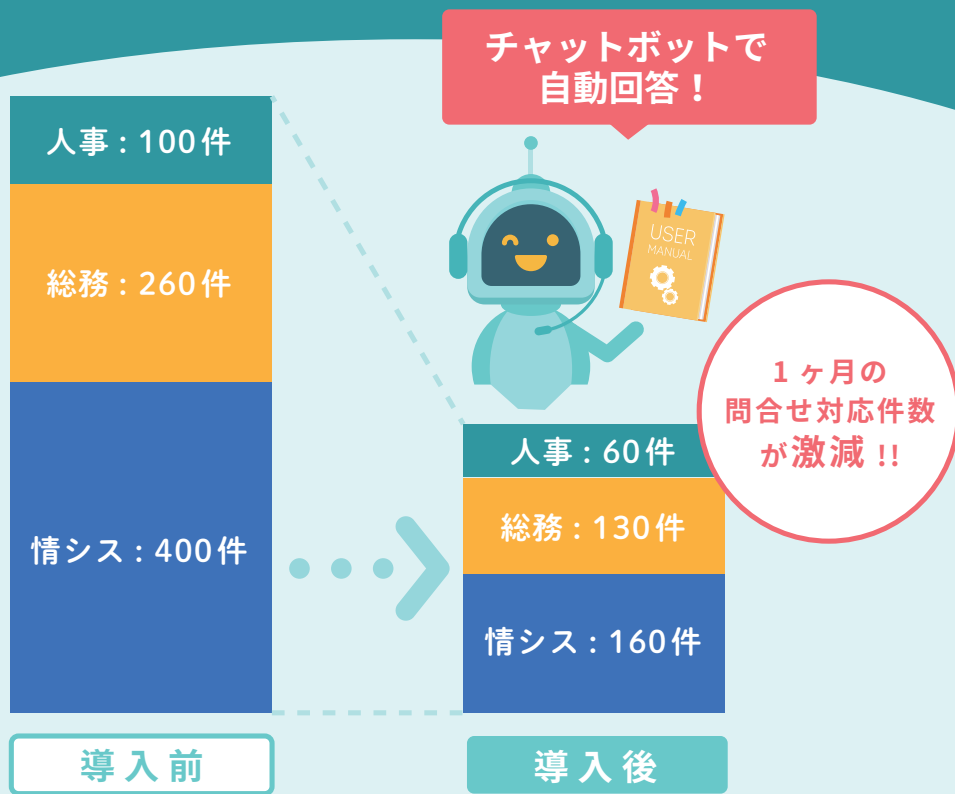 チャットボットで
自動回答！
人事：100件
総務：260件
情シス：400件
USER
MANUAL
1ヶ月の
問合せ対応件数
が激減!!
人事：60件
総務：130件
情シス：160件
導入前
導入後